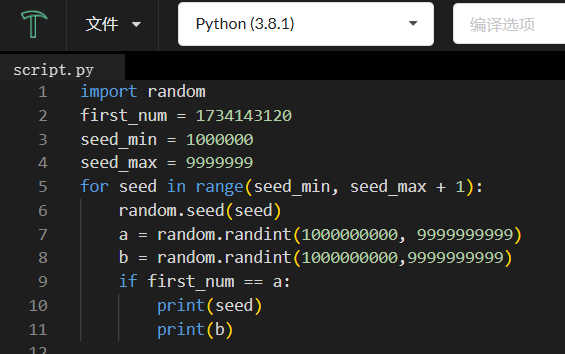 文件
Python (3.8.1)
编译选项
script.py
1 import random
2 first_num = 1734143120
3 seed_min = 1000000
4 seed_max = 9999999
5 for seed in range(seed_min, seed_max + 1):
6 random.seed(seed)
7 a = random.randint(1000000000, 9999999999)
8 b = random.randint(1000000000,9999999999)
9 if first_num == a:
10 print(seed)
11 print(b)
12